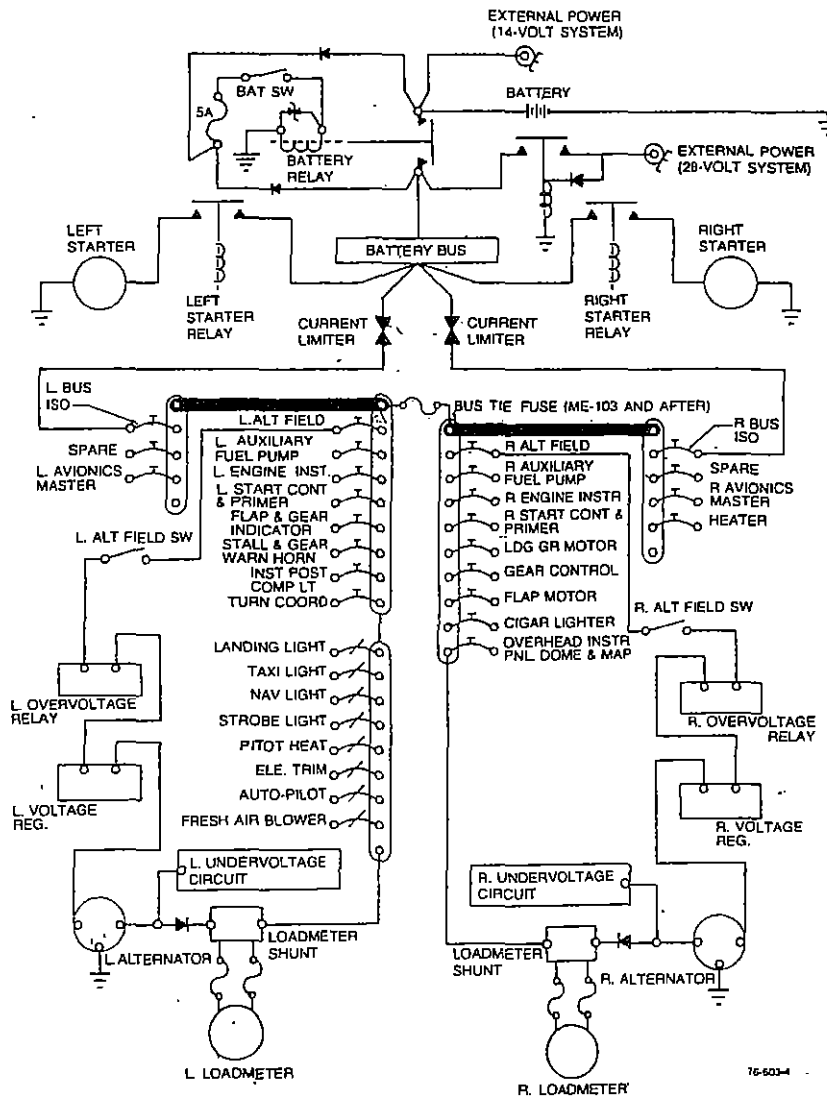 EXTERNAL POWER
(14-VOLT SYSTEM)
BAT SW
5A
BATTERY
BATTERY
RELAY
EXTERNAL POWER
(28-VOLT SYSTEM)
LEFT
STARTER
RIGHT
STARTER
BATTERY BUS
LEFT
STARTER
RELAY
RIGHT
STARTER
RELAY
CURRENT
LIMITER
CURRENT
LIMITER
L. BUS
ISO
BUS TIE FUSE (ME-103 AND AFTER)
R BUS
ISO
SPARE
L. AVIONICS
MASTER
L.ALT FIELD
L. AUXILIARY
FUEL PUMP
L. ENGINE INST.
L. START CONT
& PRIMER
FLAP & GEAR
INDICATOR
STALL & GEAR
WARN HORN
INST POST
COMP LT
TURN COORD
R ALT FIELD
R AUXILIARY
FUEL PUMP
R ENGINE INSTR
R START CONT &
PRIMER
LDG GR MOTOR
GEAR CONTROL
FLAP MOTOR
CIGAR LIGHTER
OVERHEAD INSTR
PNL DOME & MAP
SPARE
R AVIONICS
MASTER
HEATER
L. ALT FIELD SW
R. ALT FIELD SW
LANDING LIGHT
TAXI LIGHT
NAV LIGHT
STROBE LIGHT
PITOT HEAT
ELE. TRIM
AUTO-PILOT
FRESH AIR BLOWER
L. OVERVOLTAGE
RELAY
R. OVERVOLTAGE
RELAY
L. VOLTAGE
REG.
R. VOLTAGE
REG.
L. UNDERVOLTAGE
CIRCUIT
R. UNDERVOLTAGE
CIRCUIT
L. ALTERNATOR
LOADMETER
SHUNT
LOADMETER
SHUNT
R. ALTERNATOR
L. LOADMETER
R. LOADMETER
76-603-4